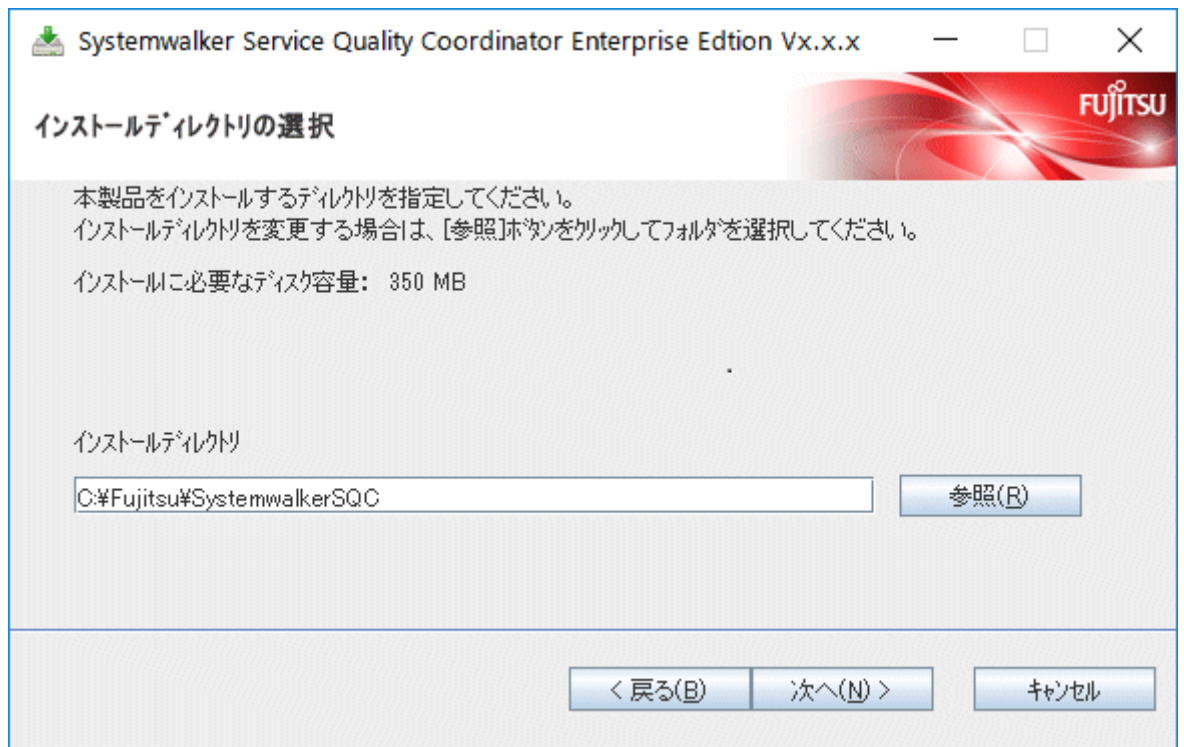 Systemwalker Service Quality Coordinator Enterprise Edtion Vx.x.x
FUJITSU
インストールディレクトリの選択
本製品をインストールするディレクトリを指定してください。
インストールディレクトリを変更する場合は、[参照]ボタンをクリックしてフォルダを選択してください。
インストールに必要なディスク容量: 350 MB
インストールディレクトリ
C:¥Fujitsu¥SystemwalkerSQC
参照(R)
< 戻る(B)
次へ(N) >
キャンセル